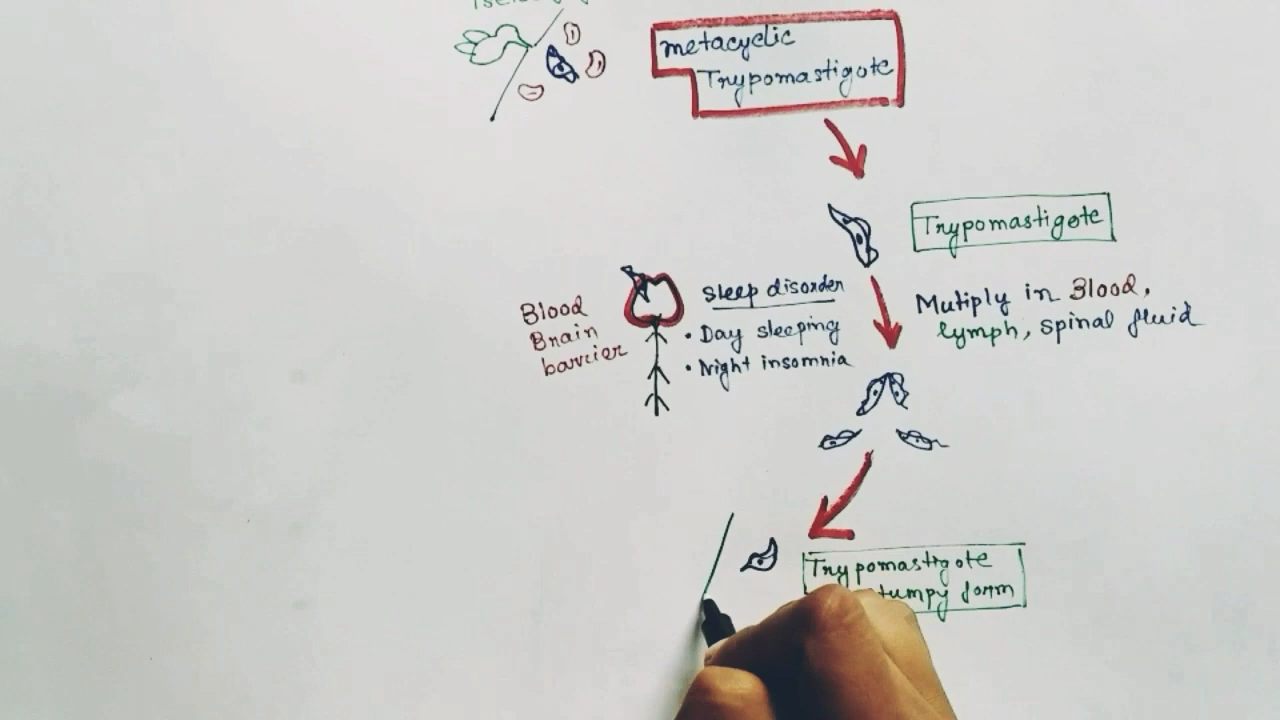 metacyclic
Trypomastigote
Trypomastigote
Mutiply in Blood,
lymph, spinal fluid
Blood
Brain
barrier
Sleep disorder
• Day sleeping
• Night insomnia
Trypomastigote
form